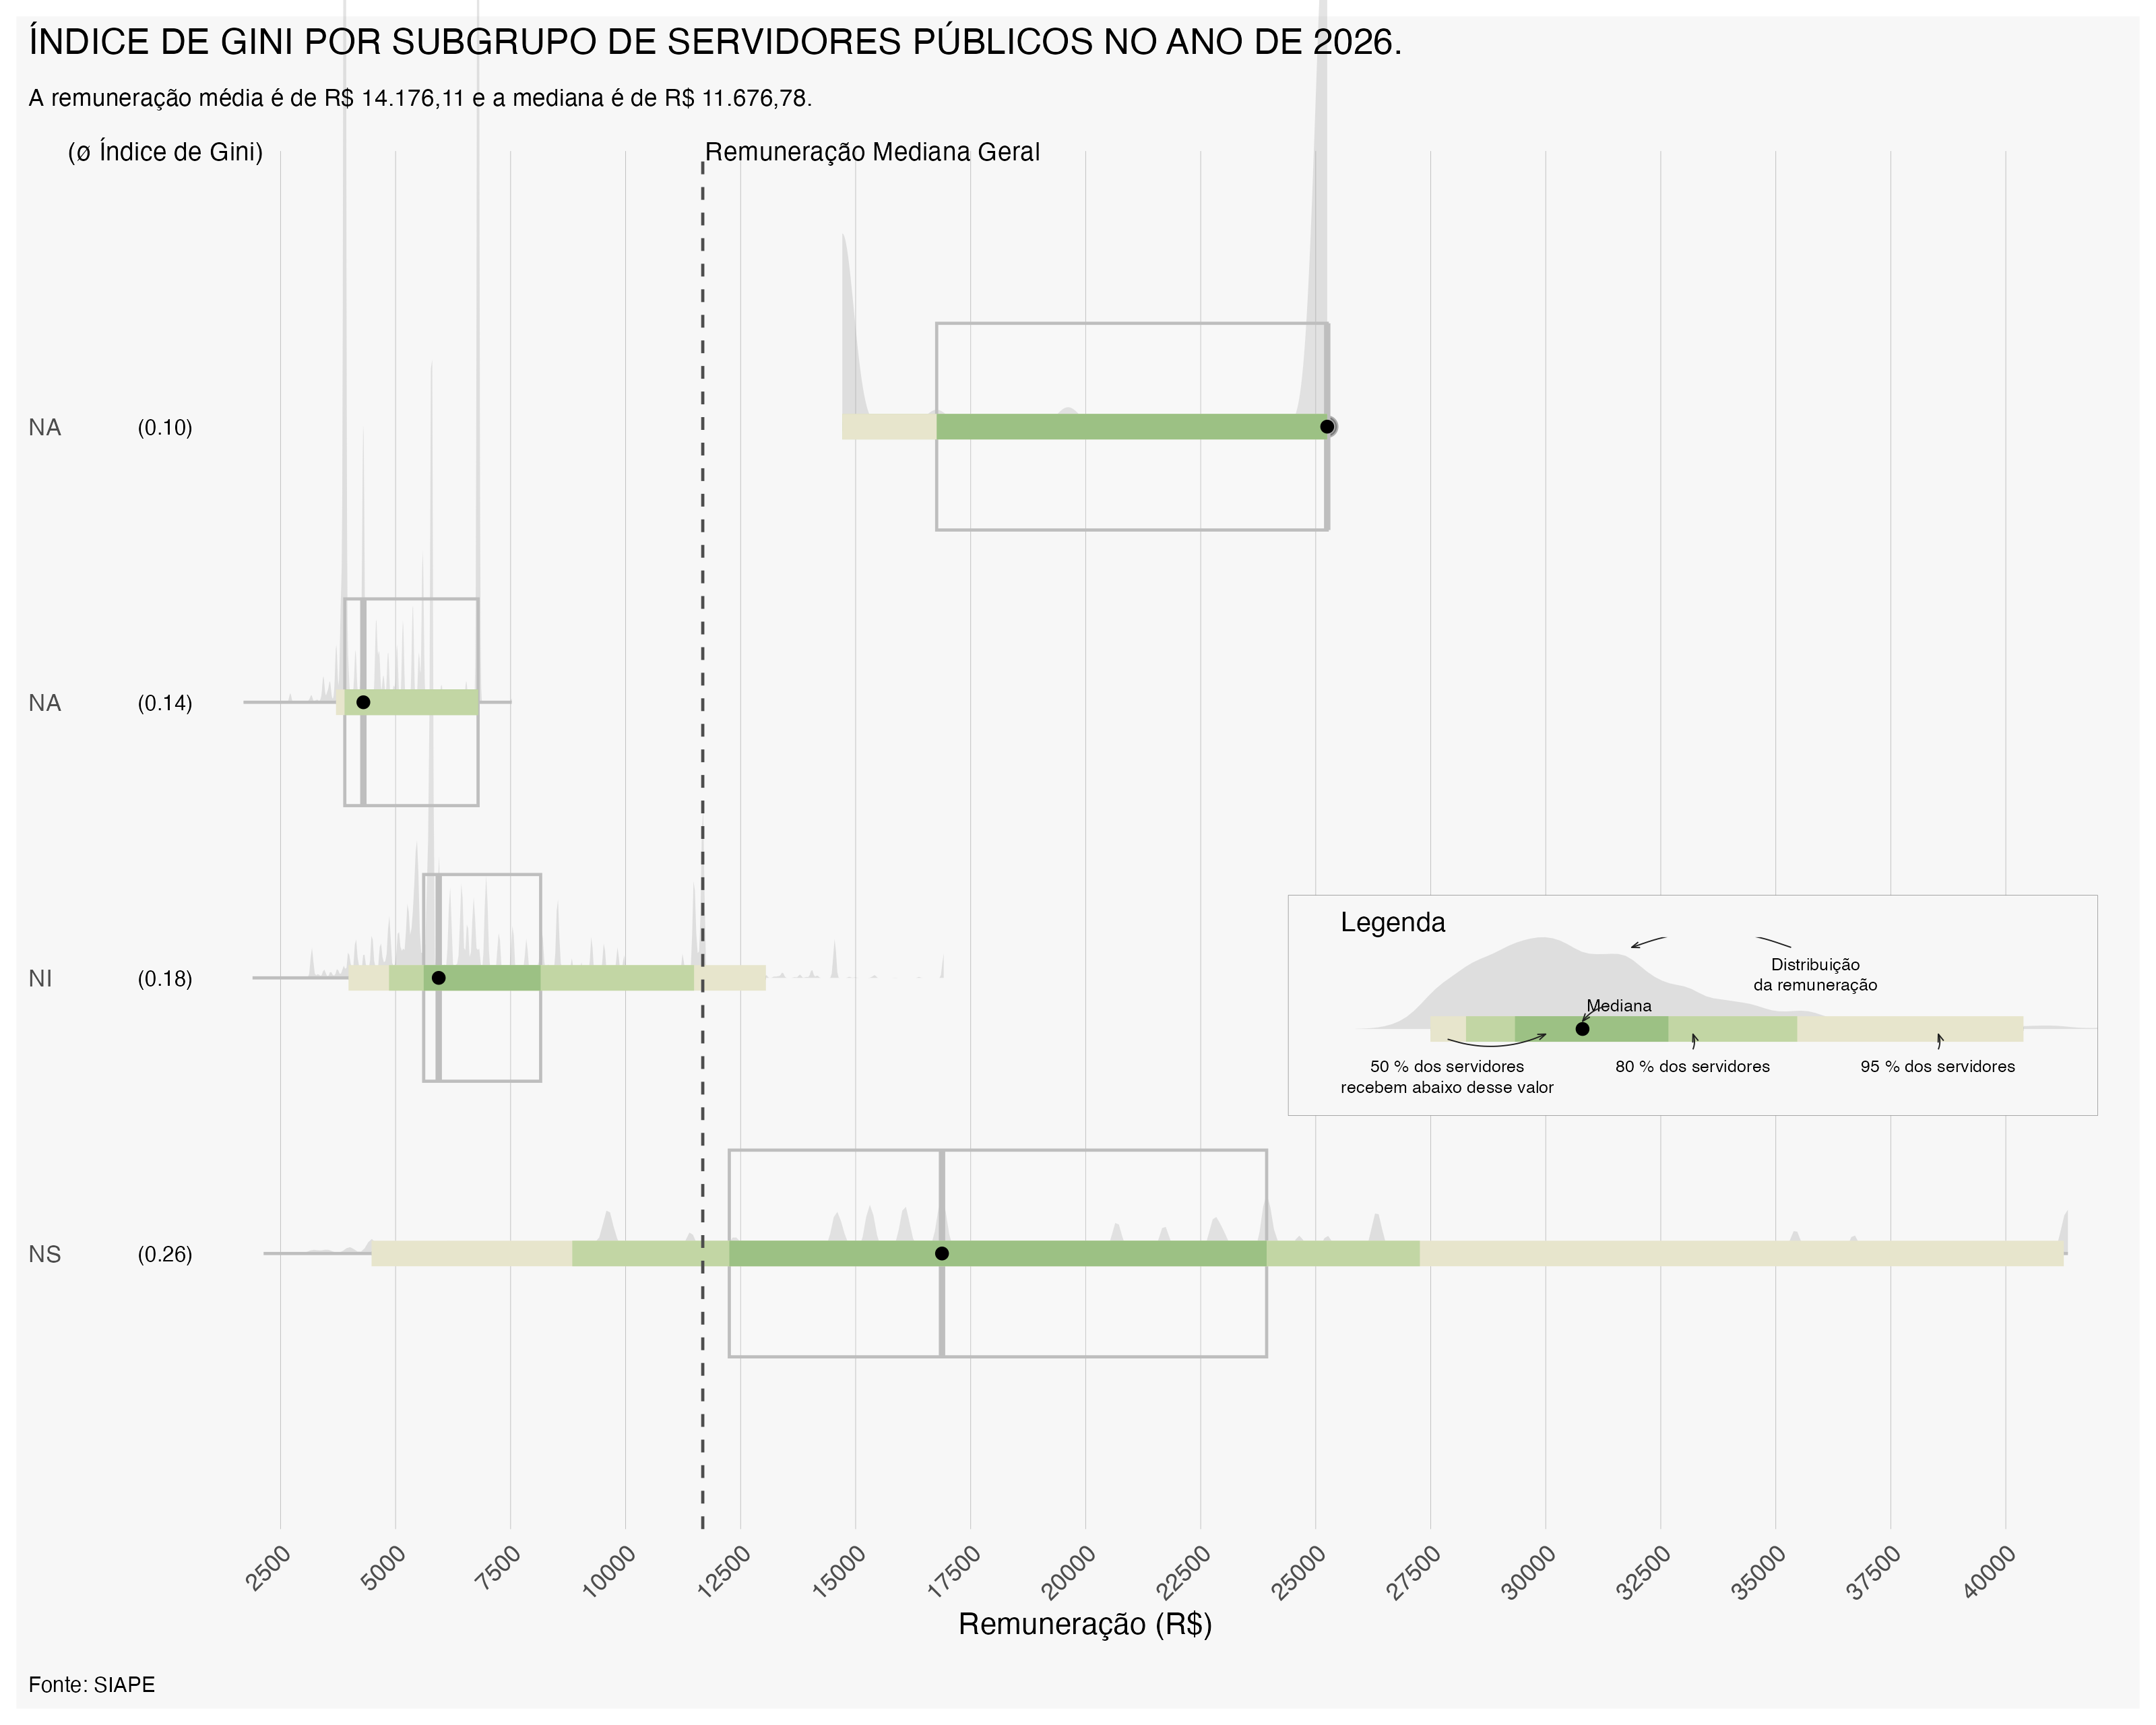 ÍNDICE DE GINI POR SUBGRUPO DE SERVIDORES PÚBLICOS NO ANO DE 2026.
A remuneração média é de R$ 14.176,11 e a mediana é de R$ 11.676,78.
(ø Índice de Gini)
Remuneração Mediana Geral
NA (0.10)
NA (0.14)
NI (0.18)
NS (0.26)
Legenda
Distribuição
da remuneração
Mediana
50 % dos servidores
recebem abaixo desse valor
80 % dos servidores
95 % dos servidores
2500 5000 7500 10000 12500 15000 17500 20000 22500 25000 27500 30000 32500 35000 37500 40000
Remuneração (R$)
Fonte: SIAPE